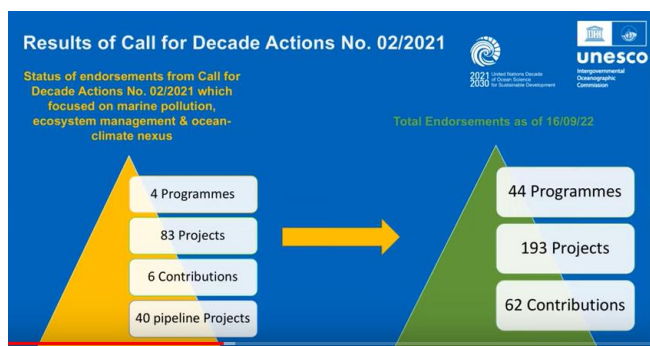 Results of Call for Decade Actions No. 02/2021
2021
2030
United Nations Decade
of Ocean Science
for Sustainable Development
unesco
Intergovernmental
Oceanographic
Commission
Status of endorsements from Call for
Decade Actions No. 02/2021 which
focused on marine pollution,
ecosystem management & ocean-
climate nexus
4 Programmes
83 Projects
6 Contributions
40 pipeline Projects
Total Endorsements as of 16/09/22
44 Programmes
193 Projects
62 Contributions